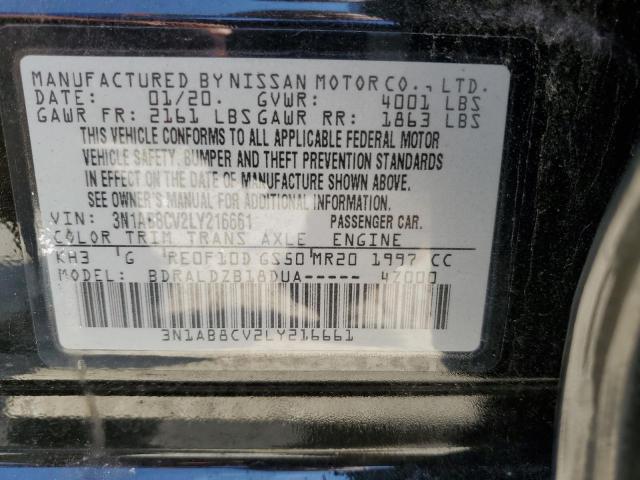 MANUFACTURED BY NISSAN MOTOR CO., LTD.
DATE: 01/20. GVWR: 4001 LBS
GAWR FR: 2161 LBS GAWR RR: 1863 LBS
THIS VEHICLE CONFORMS TO ALL APPLICABLE FEDERAL MOTOR
VEHICLE SAFETY, BUMPER AND THEFT PREVENTION STANDARDS
IN EFFECT ON THE DATE OF MANUFACTURE SHOWN ABOVE.
SEE OWNER'S MANUAL FOR ADDITIONAL INFORMATION.
VIN: 3N1AB8CV2LY216661 PASSENGER CAR.
COLOR TRIM TRANS AXLE ENGINE
KH3 G RE0F10D GS50 MR20 1997 CC
MODEL: BDRALDZB18DUA----- 4Z000
3N1AB8CV2LY216661